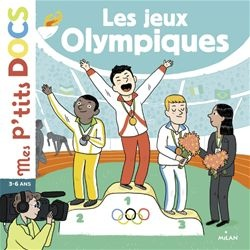 Les jeux
Olympiques
Mes p'tits DOCS
3-6 ANS
1
2
3
MiLAN